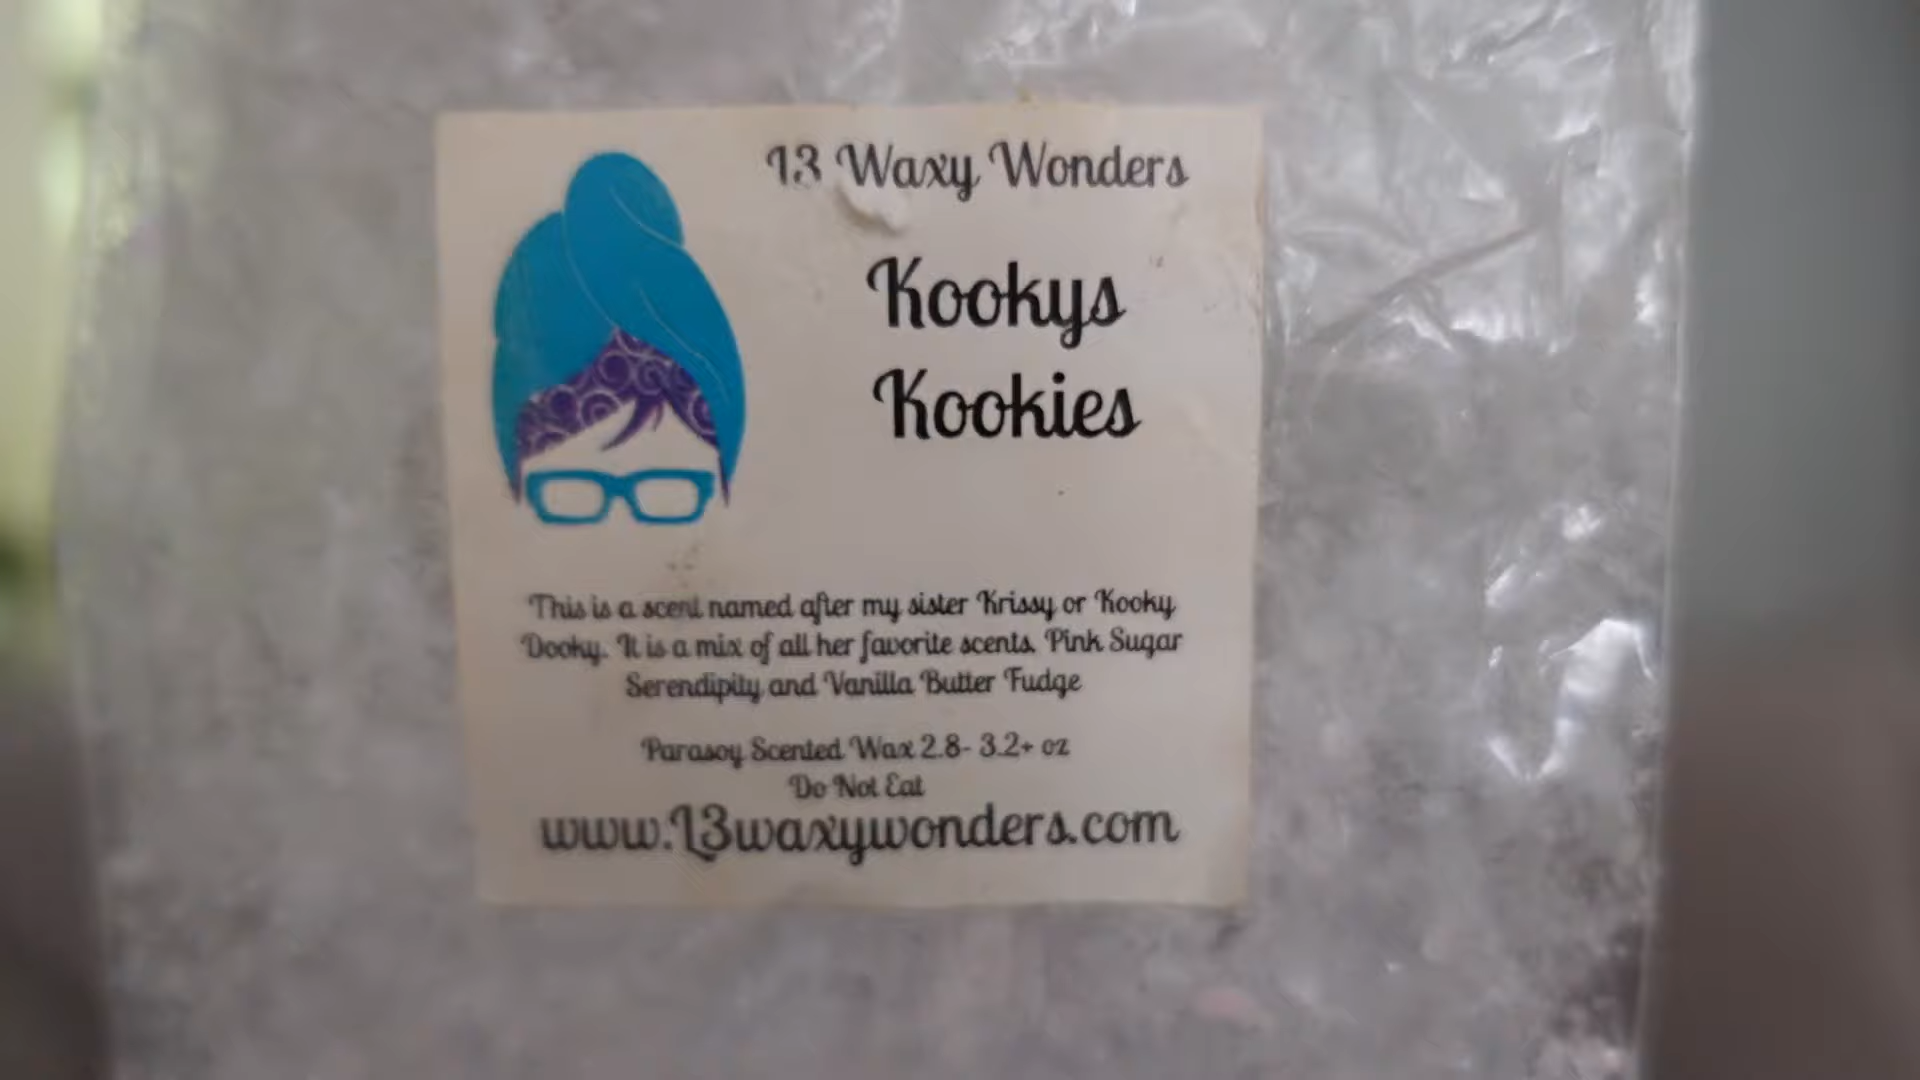 13 Waxy Wonders
Kookys
Kookies
This is a scent named after my sister Krissy or Kooky
Dooky. It is a mix of all her favorite scents. Pink Sugar
Serendipity and Vanilla Butter Fudge
Parasoy Scented Wax 2.8- 3.2+ oz
Do Not Eat
www.13waxywonders.com